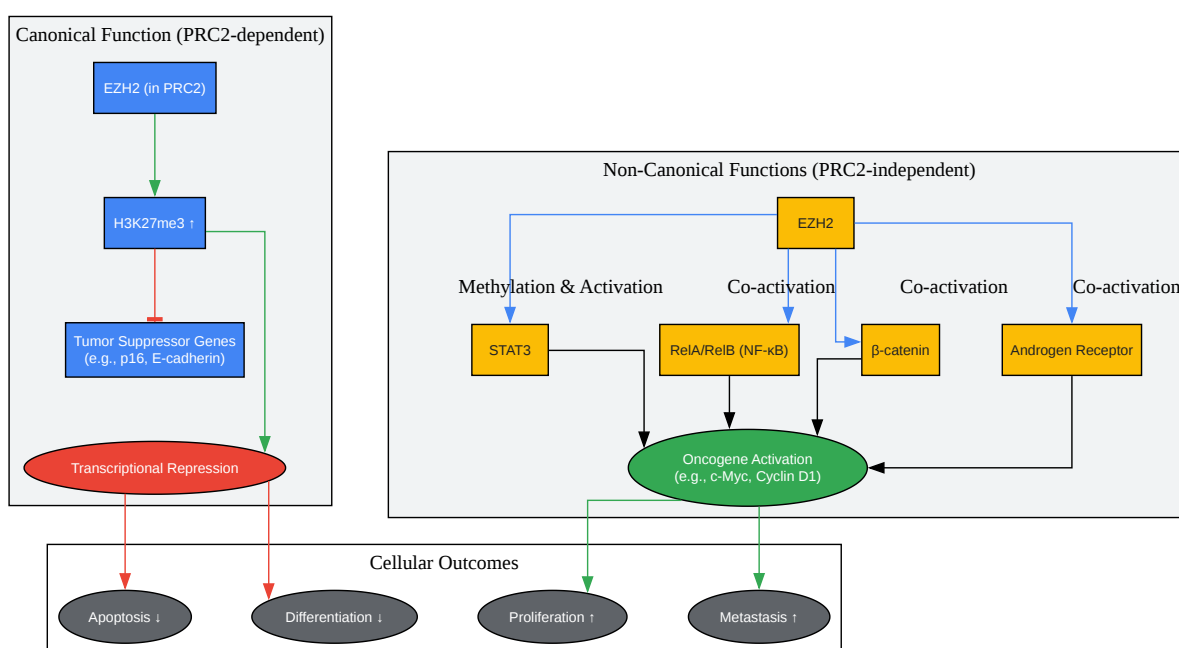 Canonical Function (PRC2-dependent)
EZH2 (in PRC2)
H3K27me3 ↑
Tumor Suppressor Genes
(e.g., p16, E-cadherin)
Transcriptional Repression
Non-Canonical Functions (PRC2-independent)
EZH2
Methylation & Activation
Co-activation
Co-activation
Co-activation
STAT3
RelA/RelB (NF-κB)
β-catenin
Androgen Receptor
Oncogene Activation
(e.g., c-Myc, Cyclin D1)
Cellular Outcomes
Apoptosis ↓
Differentiation ↓
Proliferation ↑
Metastasis ↑